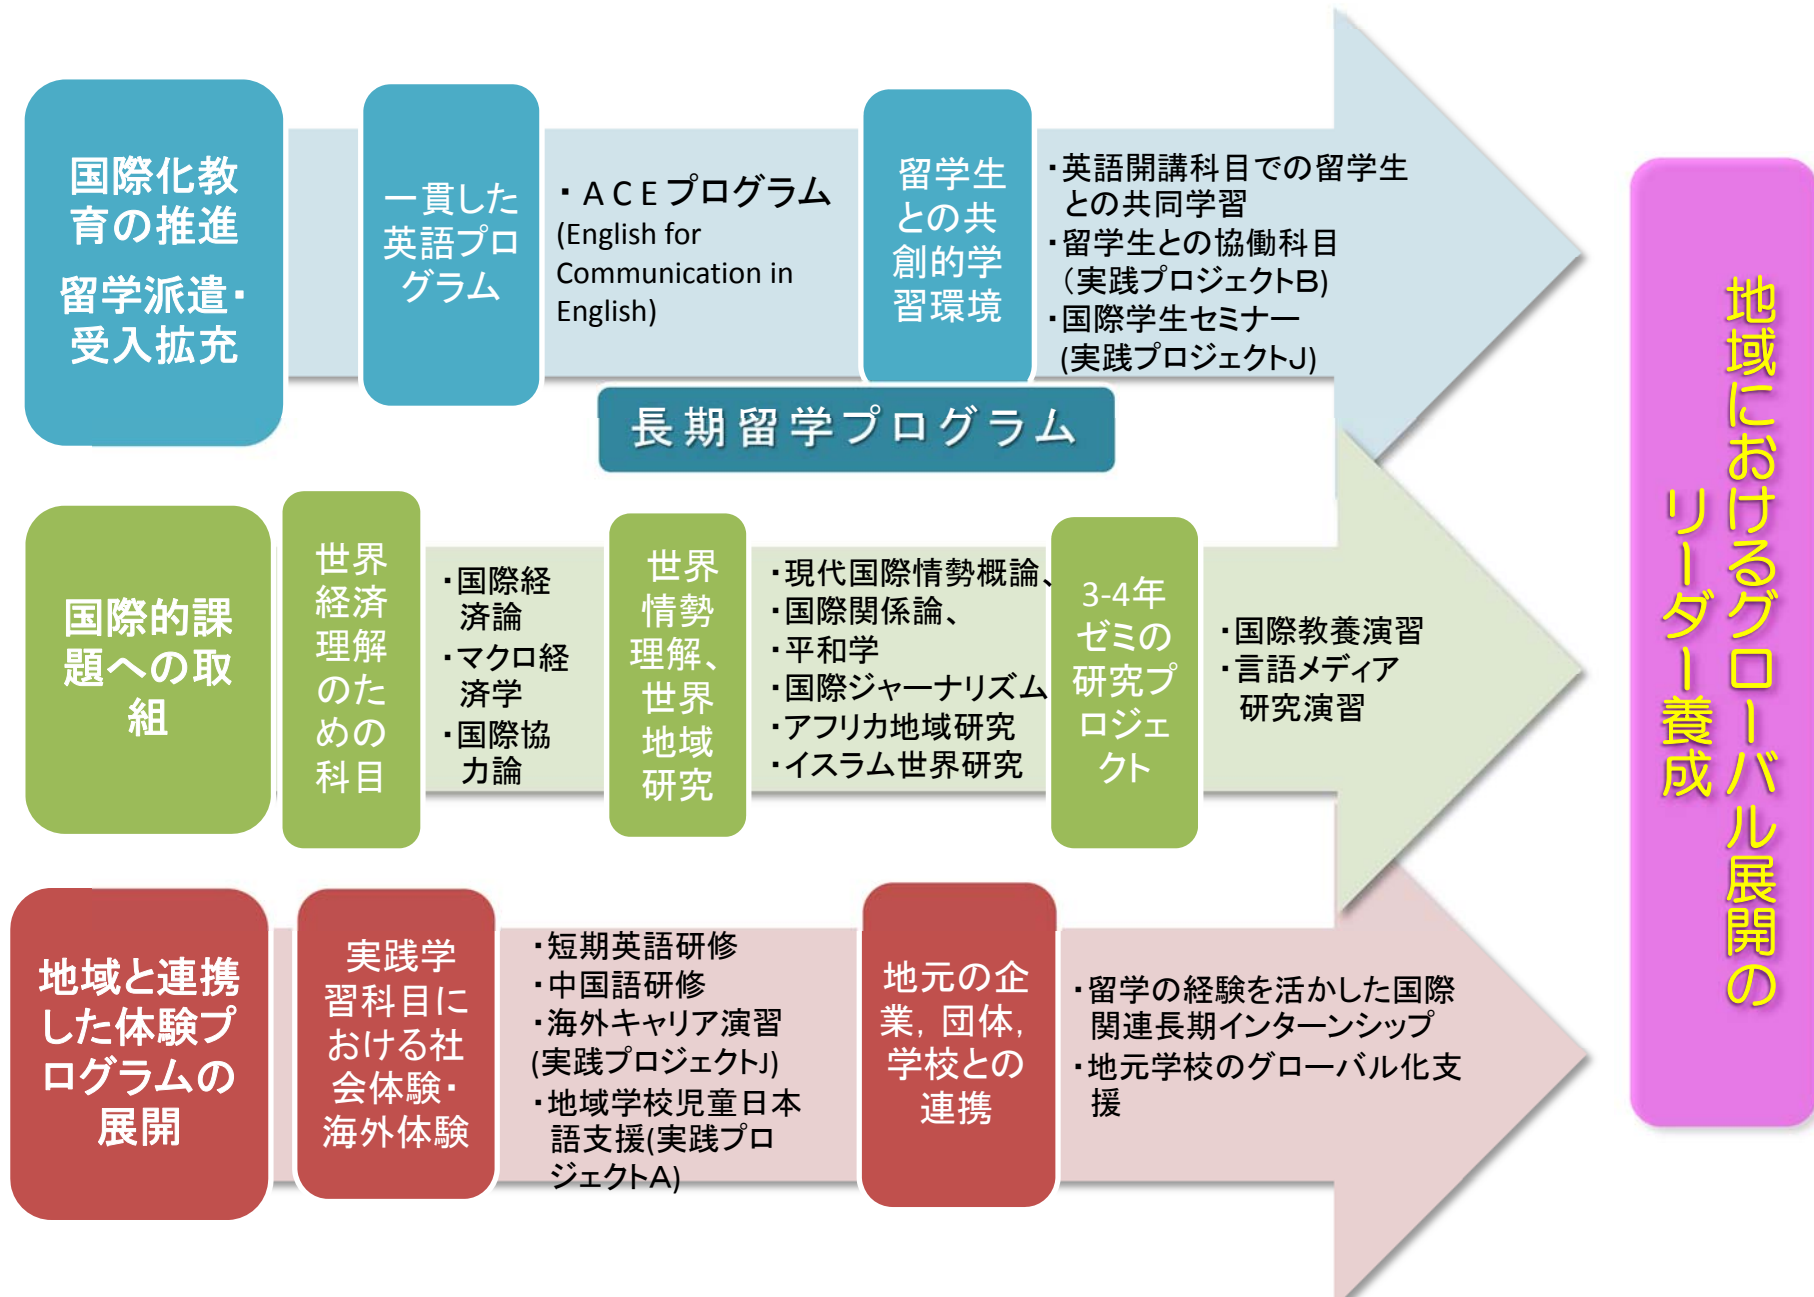 国際化教
育の推進
留学派遣・
受入拡充
一貫した
英語プロ
グラム
・ＡＣＥプログラム
(English for
Communication in
English)
留学生
との共
創的学
習環境
・英語開講科目での留学生
との共同学習
・留学生との協働科目
（実践プロジェクトB)
・国際学生セミナー
(実践プロジェクトJ)
長期留学プログラム
国際的課
題への取
組
世界
経済
理解
のた
めの
科目
・国際経
済論
・マクロ経
済学
・国際協
力論
世界
情勢
理解、
世界
地域
研究
・現代国際情勢概論、
・国際関係論、
・平和学
・国際ジャーナリズム
・アフリカ地域研究
・イスラム世界研究
3-4年
ゼミの
研究プ
ロジェ
クト
・国際教養演習
・言語メディア
研究演習
地域と連携
した体験プ
ログラムの
展開
実践学
習科目に
おける社
会体験・
海外体験
・短期英語研修
・中国語研修
・海外キャリア演習
(実践プロジェクトJ)
・地域学校児童日本
語支援(実践プロ
ジェクトA)
地元の企
業，団体，
学校との
連携
・留学の経験を活かした国際
関連長期インターンシップ
・地元学校のグローバル化支
援
地域におけるグローバル展開の
リーダー養成